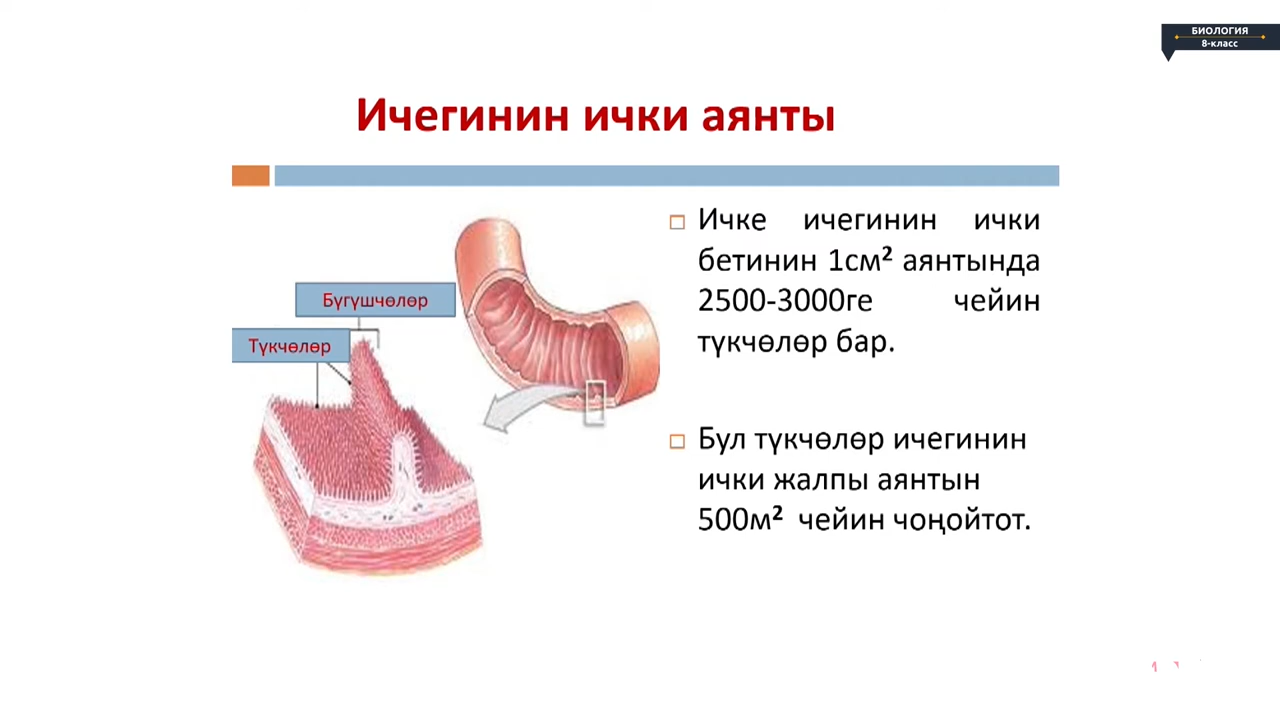 БИОЛОГИЯ
8-класс
Ичегинин ички аянты
Бүгүшчөлөр
Түкчөлөр
Ичке ичегинин ички
бетинин 1см² аянтында
2500-3000ге чейин
түкчөлөр бар.
Бул түкчөлөр ичегинин
ички жалпы аянтын
500м² чейин чоңойтот.